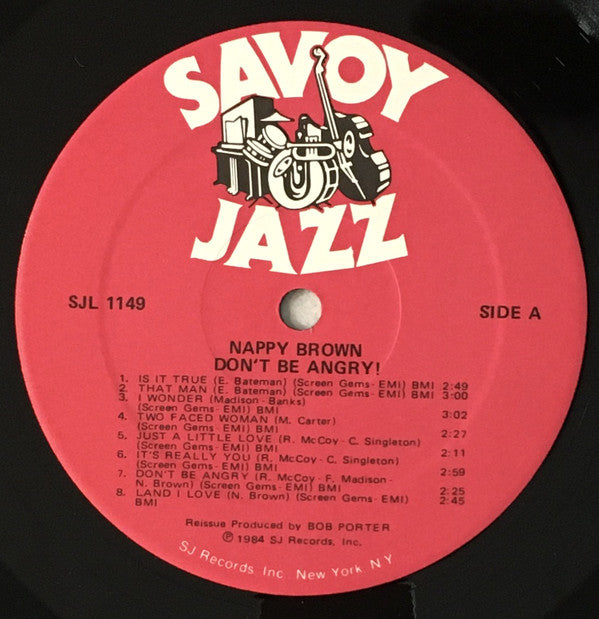 SAVOY
JAZZ
SJL 1149
SIDE A
NAPPY BROWN
DON'T BE ANGRY!
1. IS IT TRUE (E. Bateman) (Screen Gems-EMI) BMI 2:49
2. THAT MAN (E. Bateman) (Screen Gems-EMI) BMI 3:00
3. I WONDER (Madison-Banks)
(Screen Gems-EMI) BMI 3:02
4. TWO FACED WOMAN (M. Carter)
(Screen Gems-EMI) BMI 2:27
5. JUST A LITTLE LOVE (R. McCoy-C. Singleton)
(Screen Gems-EMI) BMI 2:11
6. IT'S REALLY YOU (R. McCoy-C. Singleton)
(Screen Gems-EMI) BMI 2:59
7. DON'T BE ANGRY (R. McCoy-F. Madison-
N. Brown) (Screen Gems-EMI) BMI 2:25
8. LAND I LOVE (N. Brown) (Screen Gems-EMI) 2:45
BMI
Reissue Produced by BOB PORTER
℗ 1984 SJ Records, Inc.
SJ Records, Inc. New York, N.Y.